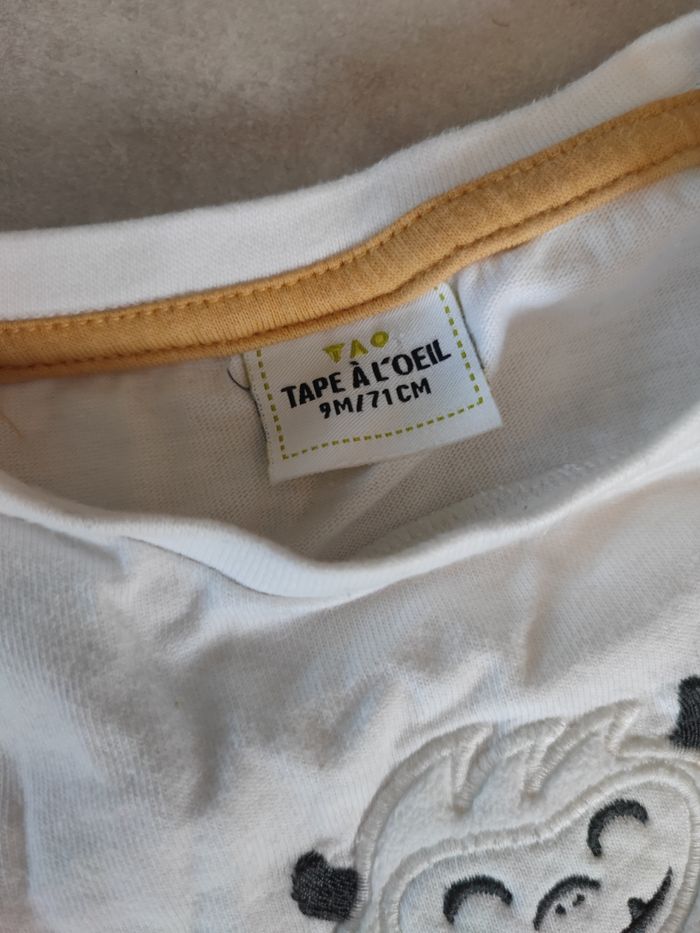 TAO
TAPE À L'OEIL
9M/71CM